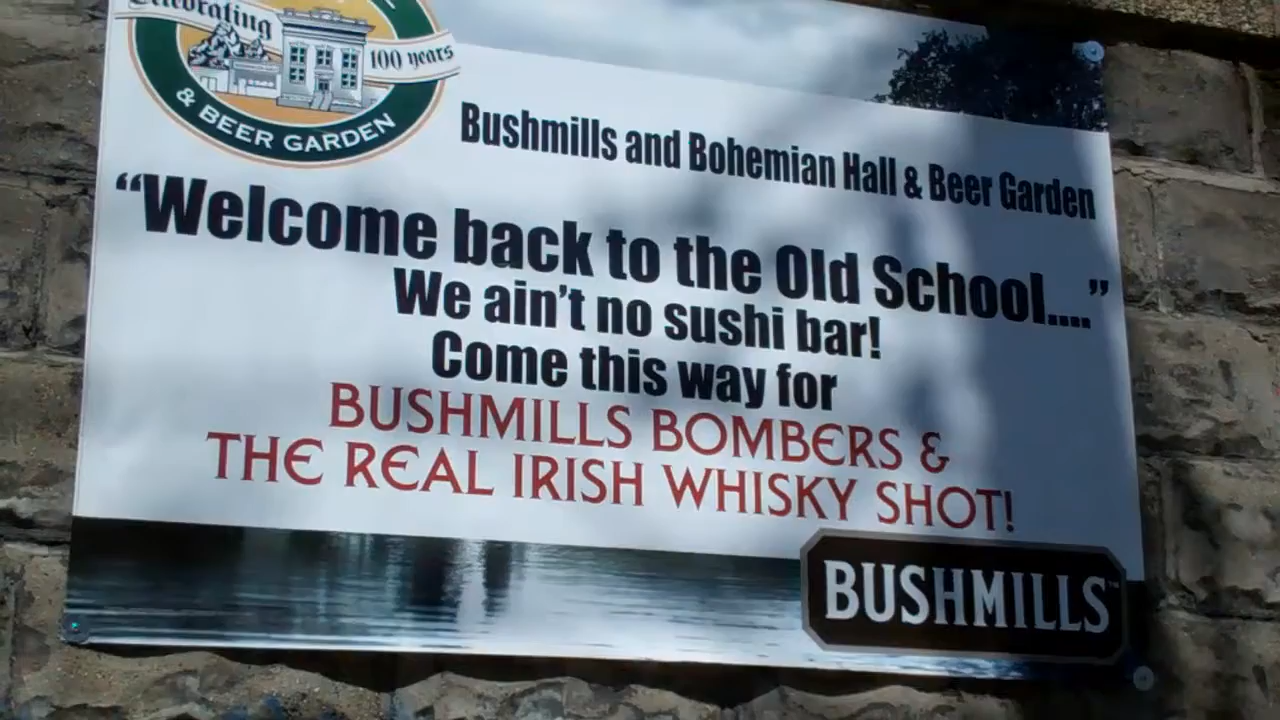 Celebrating
100 years
& BEER GARDEN
Bushmills and Bohemian Hall & Beer Garden
“Welcome back to the Old School....”
We ain’t no sushi bar!
Come this way for
BUSHMILLS BOMBERS &
THE REAL IRISH WHISKY SHOT!
BUSHMILLS™